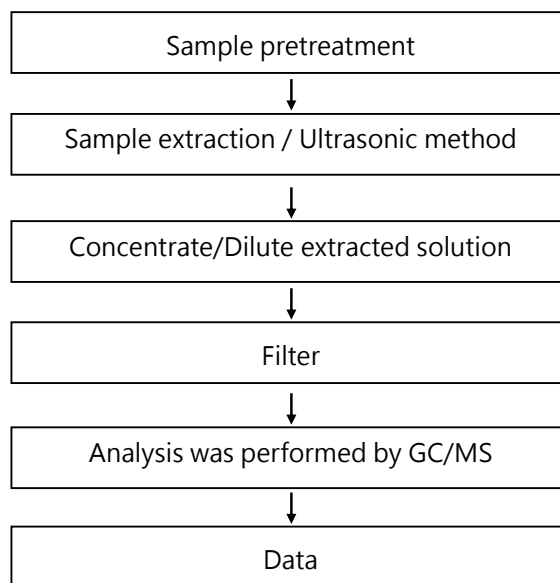 Sample pretreatment
Sample extraction / Ultrasonic method
Concentrate/Dilute extracted solution
Filter
Analysis was performed by GC/MS
Data